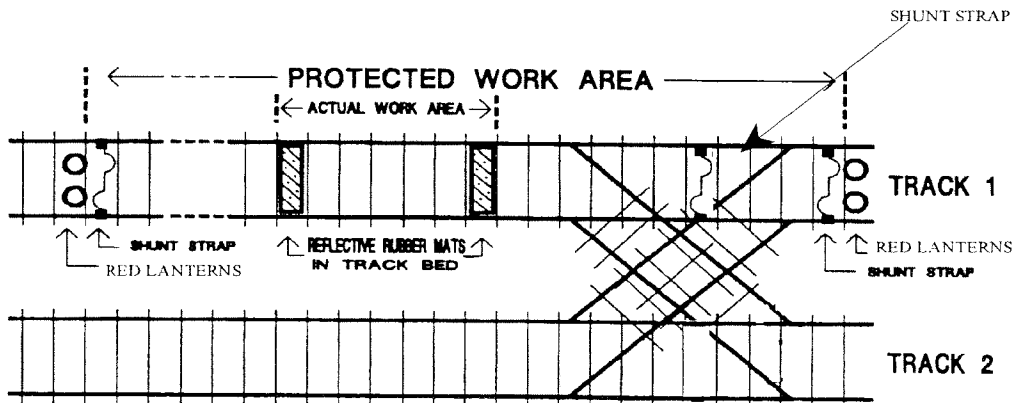 SHUNT STRAP
PROTECTED WORK AREA
ACTUAL WORK AREA
TRACK 1
SHUNT STRAP
RED LANTERNS
REFLECTIVE RUBBER MATS
IN TRACK BED
RED LANTERNS
SHUNT STRAP
TRACK 2